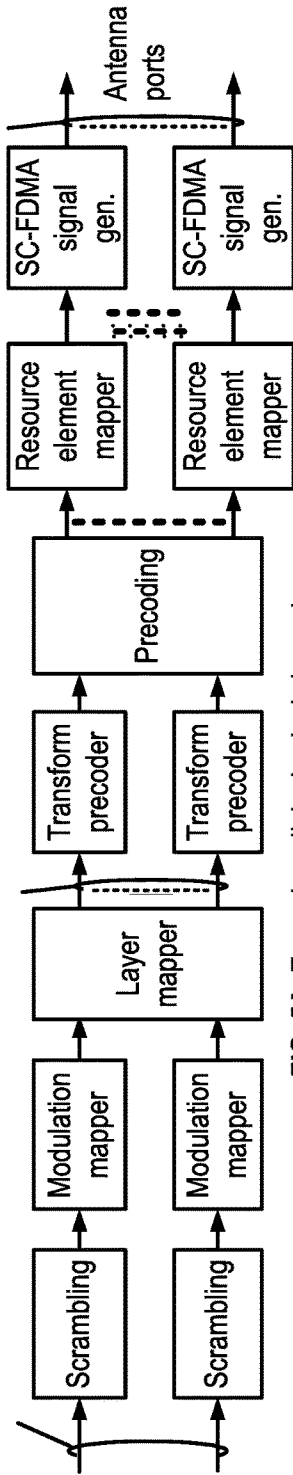 Scrambling
Scrambling
Modulation
mapper
Modulation
mapper
Layer
mapper
Transform
precoder
Transform
precoder
Precoding
Resource
element
mapper
Resource
element
mapper
SC-FDMA
signal
gen.
SC-FDMA
signal
gen.
Antenna
ports